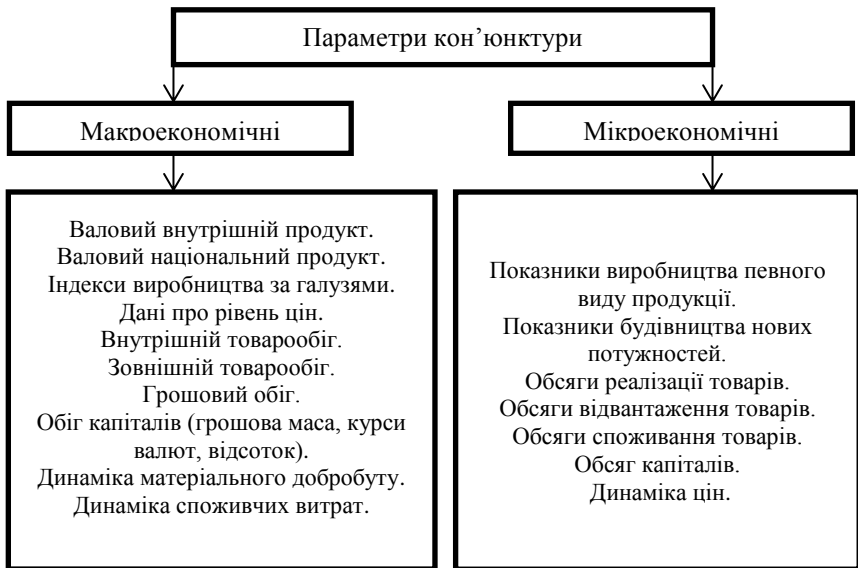 Параметри кон’юнктури
Макроекономічні
Мікроекономічні
Валовий внутрішній продукт.
Валовий національний продукт.
Індекси виробництва за галузями.
Дані про рівень цін.
Внутрішній товарообіг.
Зовнішній товарообіг.
Грошовий обіг.
Обіг капіталів (грошова маса, курси
валют, відсоток).
Динаміка матеріального добробуту.
Динаміка споживчих витрат.
Показники виробництва певного
виду продукції.
Показники будівництва нових
потужностей.
Обсяги реалізації товарів.
Обсяги відвантаження товарів.
Обсяги споживання товарів.
Обсяг капіталів.
Динаміка цін.